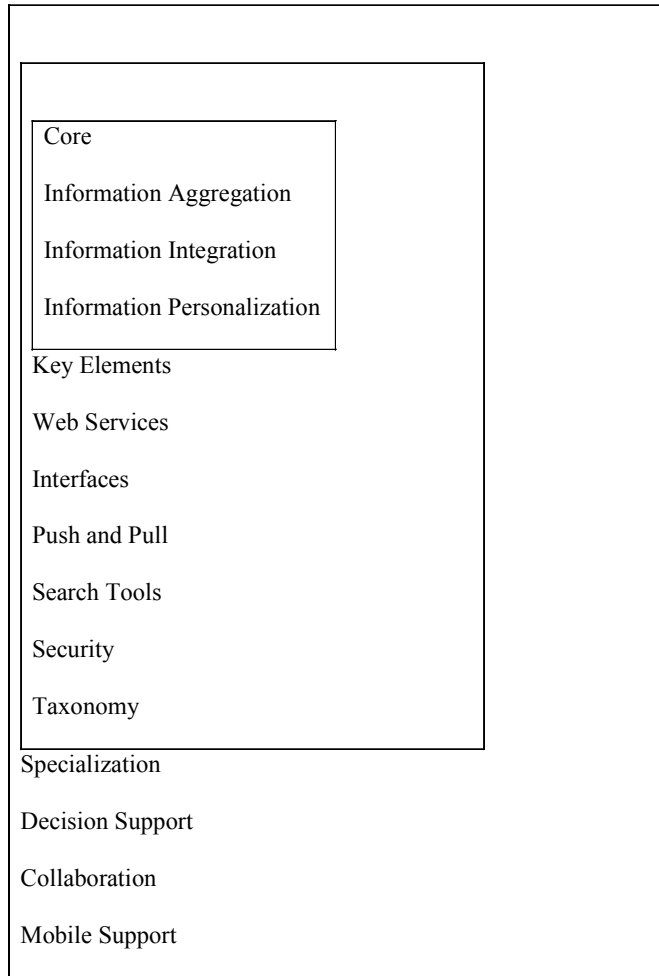 Core
Information Aggregation
Information Integration
Information Personalization
Key Elements
Web Services
Interfaces
Push and Pull
Search Tools
Security
Taxonomy
Specialization
Decision Support
Collaboration
Mobile Support